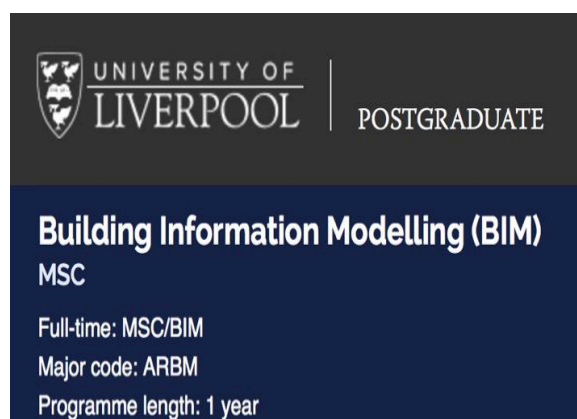 UNIVERSITY OF
LIVERPOOL
POSTGRADUATE
Building Information Modelling (BIM)
MSC
Full-time: MSC/BIM
Major code: ARBM
Programme length: 1 year